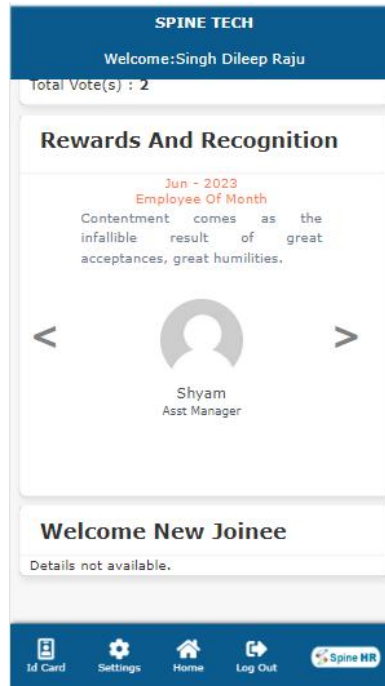 SPINE TECH
Welcome:Singh Dileep Raju
Total Vote(s) : 2
Rewards And Recognition
Jun - 2023
Employee Of Month
Contentment comes as the
infallible result of great
acceptances, great humilities.
< >
Shyam
Asst Manager
Welcome New Joinee
Details not available.
Id Card Settings Home Log Out Spine HR